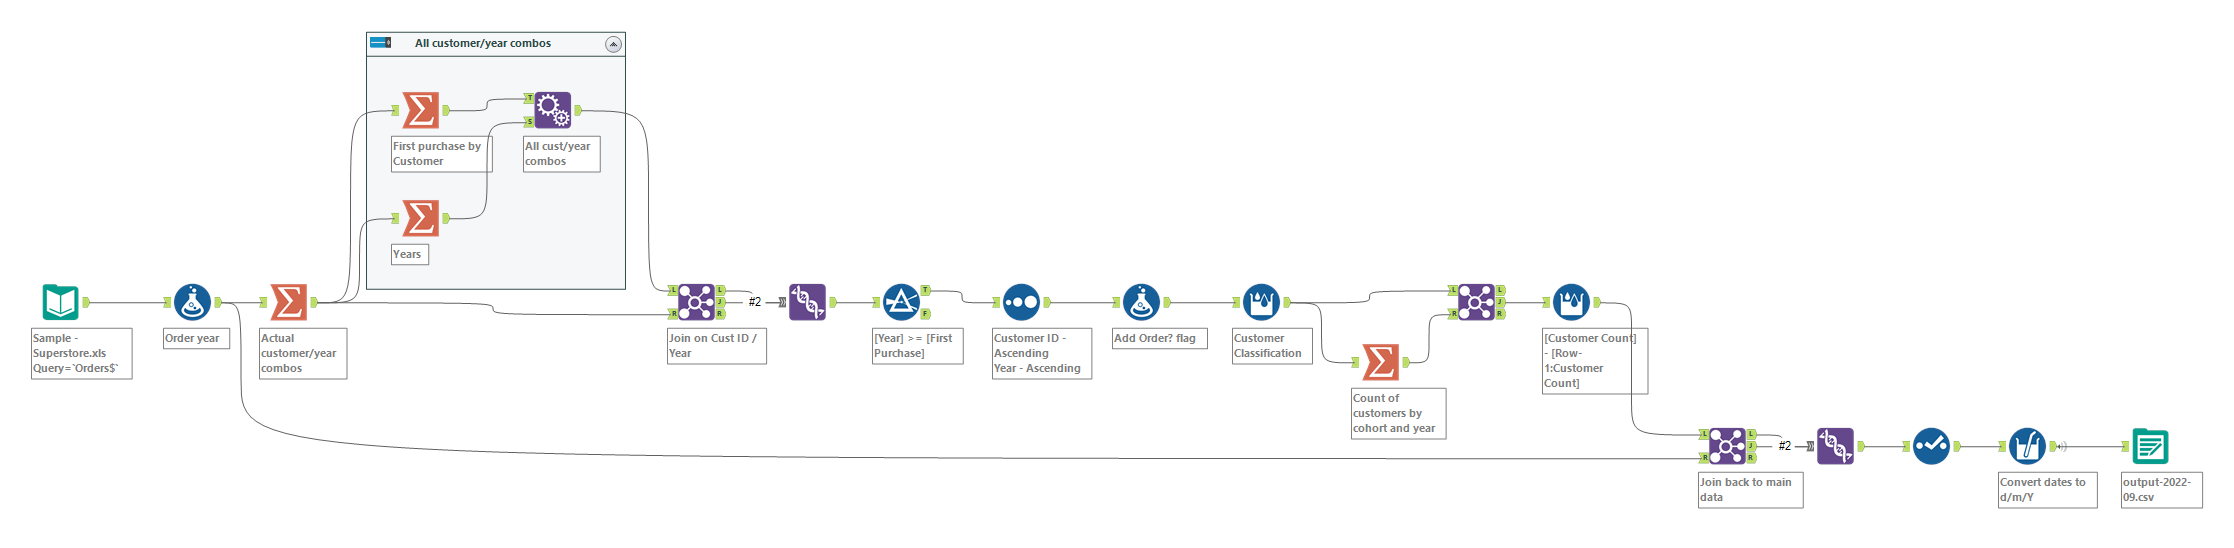 All customer/year combos
T
S
First purchase by
Customer
All cust/year
combos
Years
Sample -
Superstore.xls
Query=`Orders$`
Order year
Actual
customer/year
combos
L
R
L
J
R
#2
Join on Cust ID /
Year
T
F
[Year] >= [First
Purchase]
Customer ID -
Ascending
Year - Ascending
Add Order? flag
Customer
Classification
Count of
customers by
cohort and year
L
R
L
J
R
[Customer Count]
- [Row-
1:Customer
Count]
L
R
L
J
R
#2
Join back to main
data
Convert dates to
d/m/Y
output-2022-
09.csv